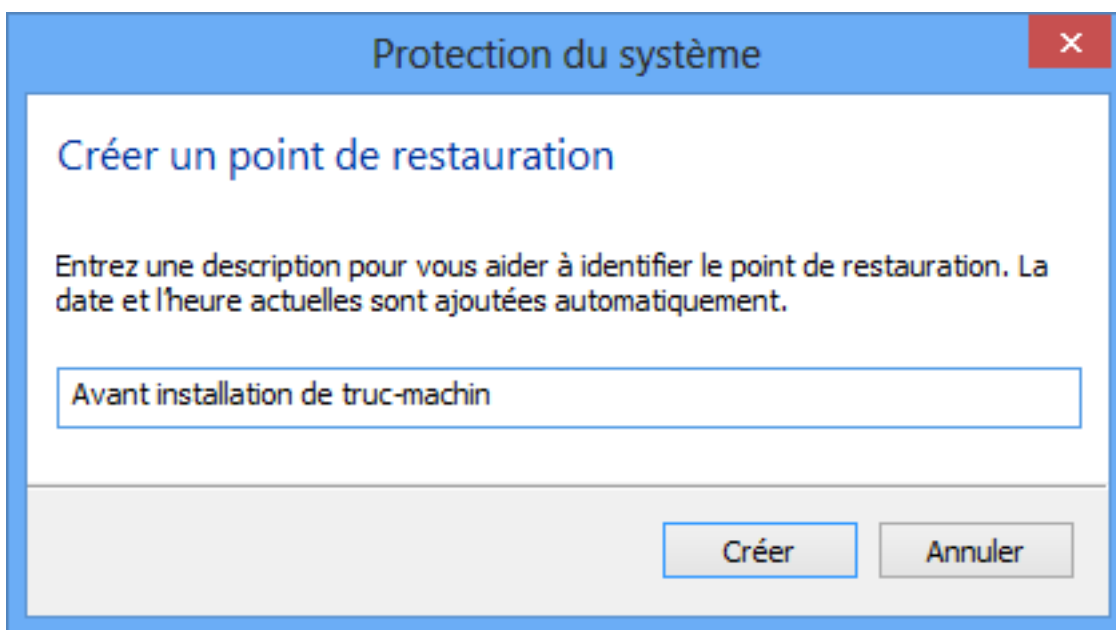 Protection du système
Créer un point de restauration
Entrez une description pour vous aider à identifier le point de restauration. La
date et l'heure actuelles sont ajoutées automatiquement.
Avant installation de truc-machin
Créer Annuler